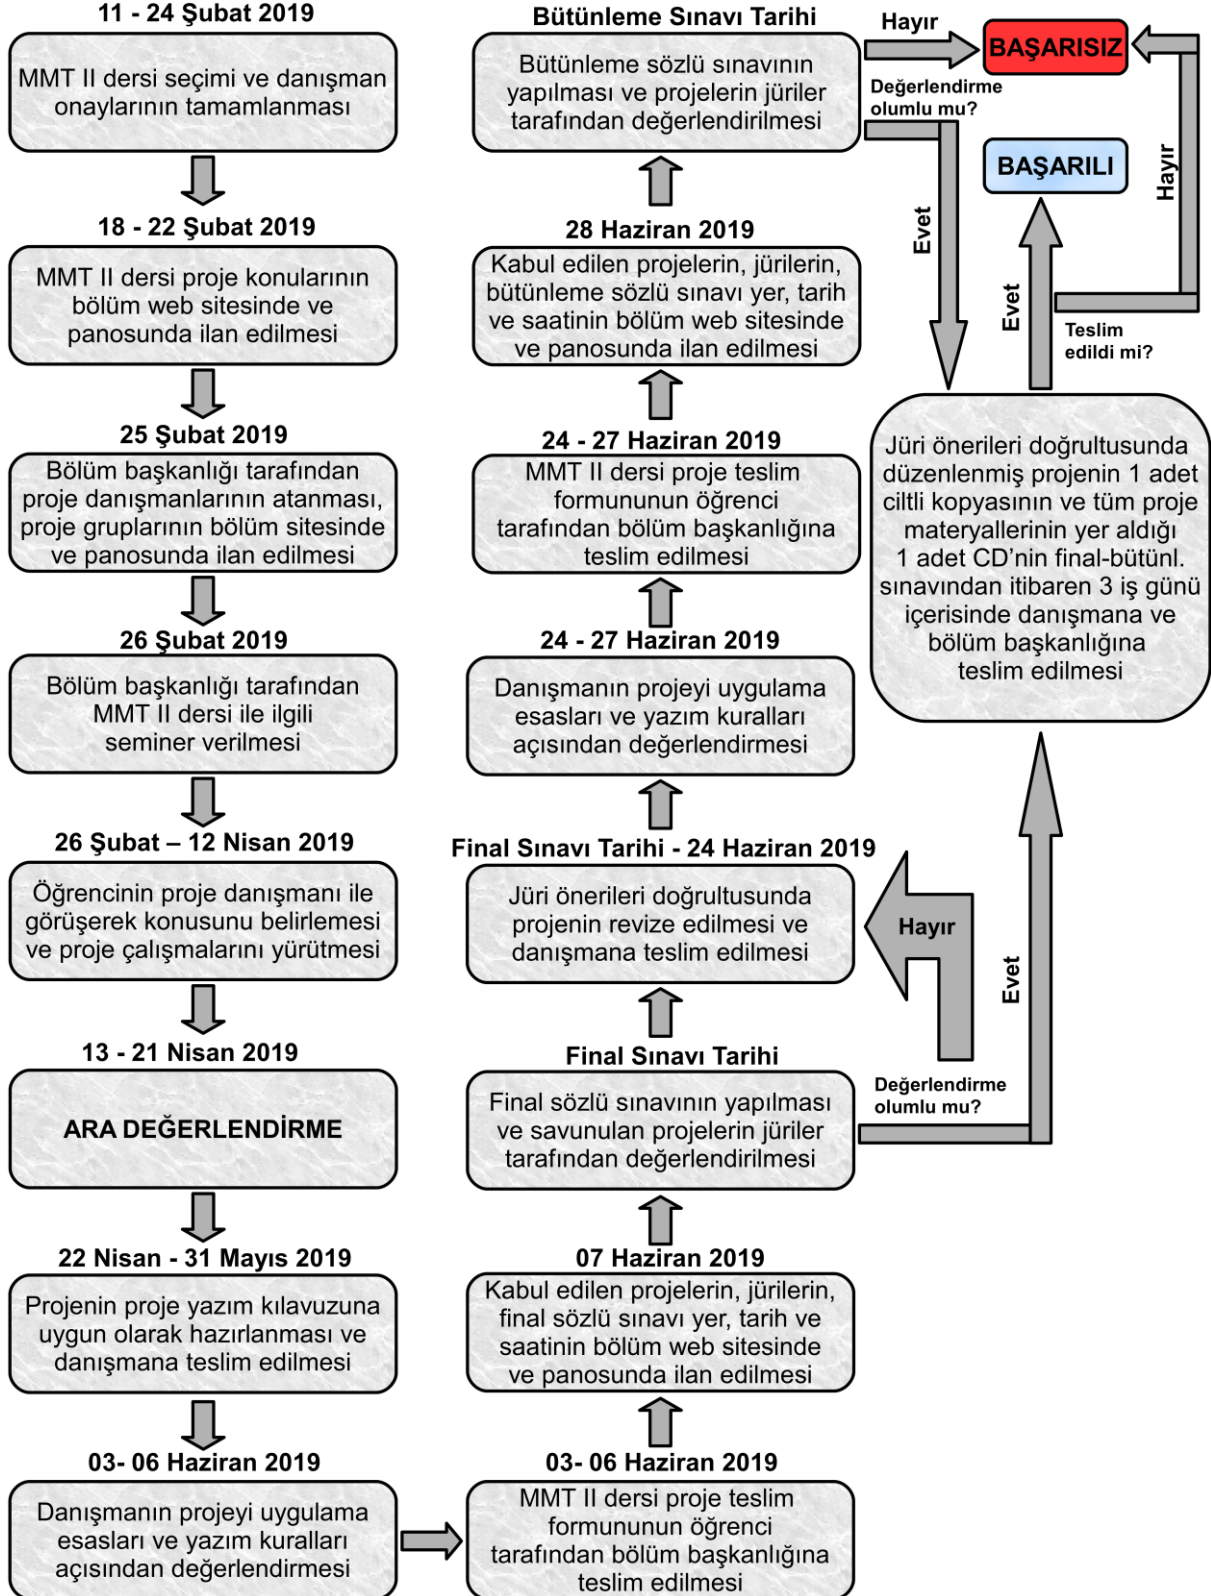 11 - 24 Şubat 2019
MMT II dersi seçimi ve danışman
onaylarının tamamlanması
18 - 22 Şubat 2019
MMT II dersi proje konularının
bölüm web sitesinde ve
panosunda ilan edilmesi
25 Şubat 2019
Bölüm başkanlığı tarafından
proje danışmanlarının atanması,
proje gruplarının bölüm sitesinde
ve panosunda ilan edilmesi
26 Şubat 2019
Bölüm başkanlığı tarafından
MMT II dersi ile ilgili
seminer verilmesi
26 Şubat – 12 Nisan 2019
Öğrencinin proje danışmanı ile
görüşerek konusunu belirlemesi
ve proje çalışmalarını yürütmesi
13 - 21 Nisan 2019
ARA DEĞERLENDİRME
22 Nisan - 31 Mayıs 2019
Projenin proje yazım kılavuzuna
uygun olarak hazırlanması ve
danışmana teslim edilmesi
03- 06 Haziran 2019
Danışmanın projeyi uygulama
esasları ve yazım kuralları
açısından değerlendirmesi
03- 06 Haziran 2019
MMT II dersi proje teslim
formununun öğrenci
tarafından bölüm başkanlığına
teslim edilmesi
07 Haziran 2019
Kabul edilen projelerin, jürilerin,
final sözlü sınavı yer, tarih ve
saatinin bölüm web sitesinde
ve panosunda ilan edilmesi
Final Sınavı Tarihi
Final sözlü sınavının yapılması
ve savunulan projelerin jüriler
tarafından değerlendirilmesi
Değerlendirme
olumlu mu?
Hayır
Evet
Final Sınavı Tarihi - 24 Haziran 2019
Jüri önerileri doğrultusunda
projenin revize edilmesi ve
danışmana teslim edilmesi
24 - 27 Haziran 2019
Danışmanın projeyi uygulama
esasları ve yazım kuralları
açısından değerlendirmesi
24 - 27 Haziran 2019
MMT II dersi proje teslim
formununun öğrenci
tarafından bölüm başkanlığına
teslim edilmesi
28 Haziran 2019
Kabul edilen projelerin, jürilerin,
bütünleme sözlü sınavı yer, tarih
ve saatinin bölüm web sitesinde
ve panosunda ilan edilmesi
Bütünleme Sınavı Tarihi
Bütünleme sözlü sınavının
yapılması ve projelerin jüriler
tarafından değerlendirilmesi
Hayır
Değerlendirme
olumlu mu?
Evet
BAŞARISIZ
BAŞARILI
Hayır
Evet
Teslim
edildi mi?
Jüri önerileri doğrultusunda
düzenlenmiş projenin 1 adet
ciltli kopyasının ve tüm proje
materyallerinin yer aldığı
1 adet CD’nin final-bütünl.
sınavından itibaren 3 iş günü
içerisinde danışmana ve
bölüm başkanlığına
teslim edilmesi